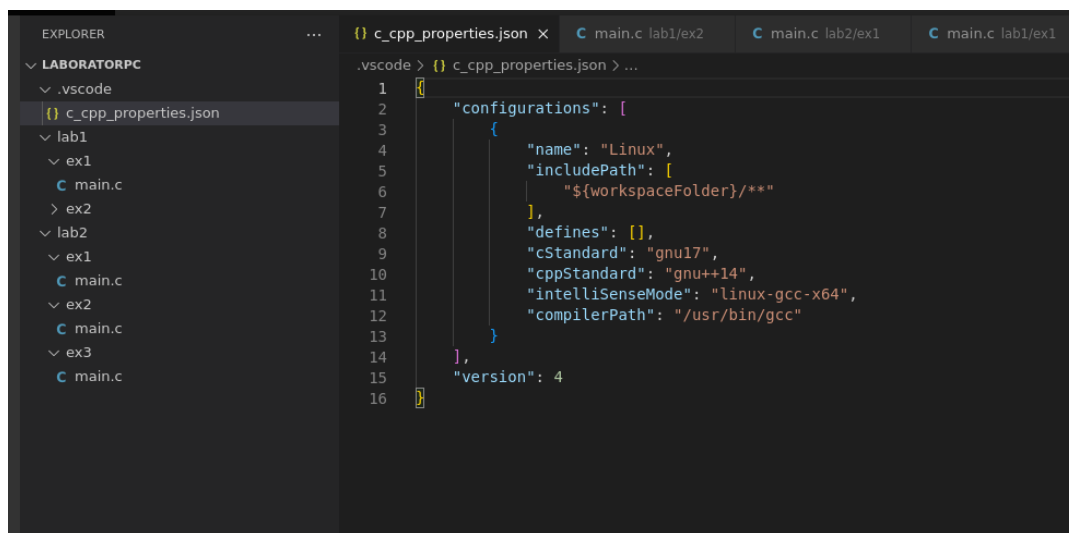 EXPLORER ...
LABORATORPC
.vscode
{} c_cpp_properties.json
lab1
ex1
C main.c
ex2
lab2
ex1
C main.c
ex2
C main.c
ex3
C main.c
{} c_cpp_properties.json × C main.c lab1/ex2 C main.c lab2/ex1 C main.c lab1/ex1
.vscode > {} c_cpp_properties.json > ...
1 {
2 "configurations": [
3 {
4 "name": "Linux",
5 "includePath": [
6 "${workspaceFolder}/**"
7 ],
8 "defines": [],
9 "cStandard": "gnu17",
10 "cppStandard": "gnu++14",
11 "intelliSenseMode": "linux-gcc-x64",
12 "compilerPath": "/usr/bin/gcc"
13 }
14 ],
15 "version": 4
16 }